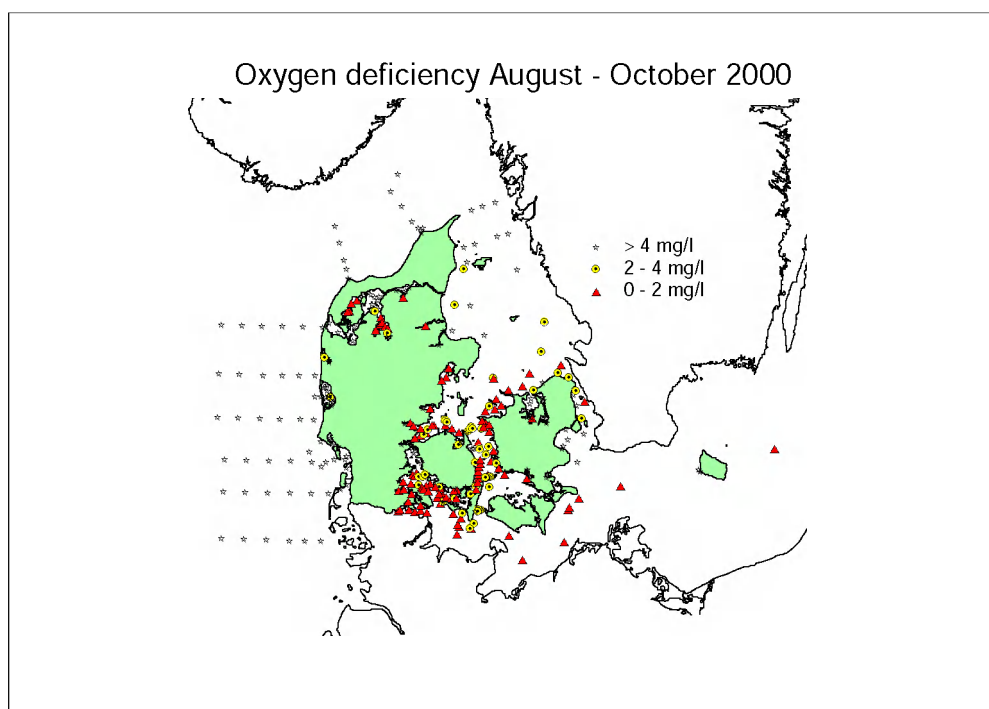 Oxygen deficiency August - October 2000
> 4 mg/l
2 - 4 mg/l
0 - 2 mg/l